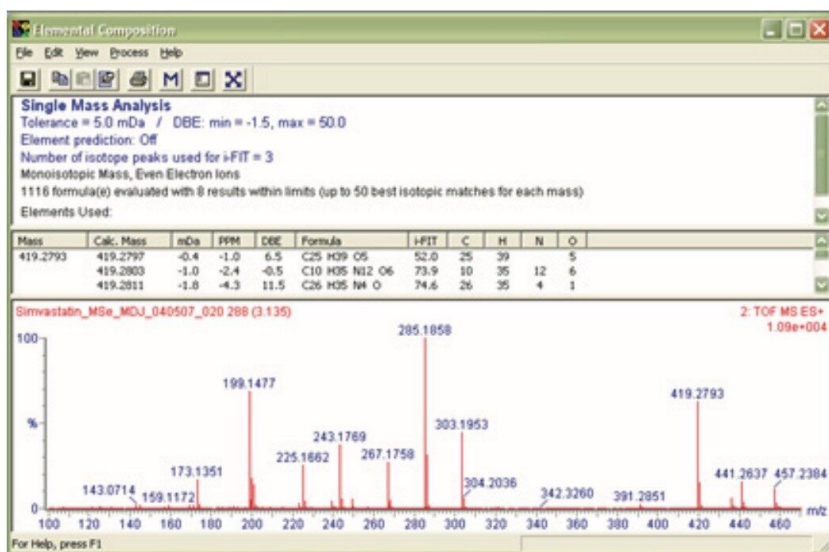 Elemental Composition
File Edit View Process Help
M
Single Mass Analysis
Tolerance = 5.0 mDa / DBE: min = -1.5, max = 50.0
Element prediction: Off
Number of isotope peaks used for i-FIT = 3
Monoisotopic Mass, Even Electron Ions
1116 formula(e) evaluated with 8 results within limits (up to 50 best isotopic matches for each mass)
Elements Used:
Mass Calc. Mass mDa PPM DBE Formula i-FIT C H N O
419.2793 419.2797 -0.4 -1.0 6.5 C25 H39 O5 52.0 25 39 5
419.2803 -1.0 -2.4 -0.5 C10 H35 N12 O6 73.9 10 35 12 6
419.2811 -1.8 -4.3 11.5 C26 H35 N4 O 74.6 26 35 4 1
Simvastatin_MSe_MDJ_040507_020 288 (3.135) 2: TOF MS ES+
1.09e+004
100
%
0
285.1858
199.1477
419.2793
303.1953
243.1769
267.1758
225.1662
173.1351
441.2637
457.2384
304.2036
143.0714
159.1172
342.3260
391.2851
100 120 140 160 180 200 220 240 260 280 300 320 340 360 380 400 420 440 460 m/z
For Help, press F1